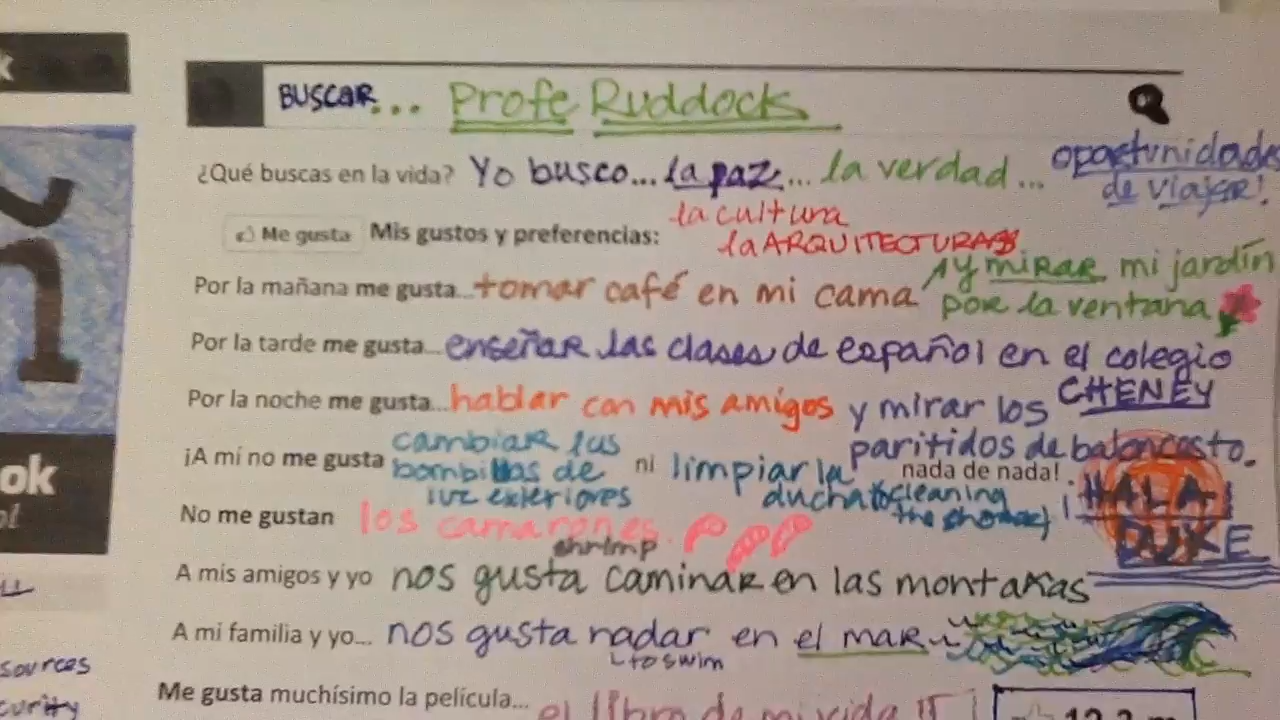 k
BUSCAR... Profe Ruddock
¿Qué buscas en la vida? Yo busco... la paz... la verdad... oportunidades
de viajar!
la cultura
Me gusta Mis gustos y preferencias: la ARQUITECTURA
y mirar mi jardín
Por la mañana me gusta... tomar café en mi cama por la ventana
Por la tarde me gusta... enseñar las clases de español en el colegio
CHENEY
Por la noche me gusta... hablar con mis amigos y mirar los
paritidos de baloncesto.
¡A mí no me gusta cambiar las bombillas de luz exteriores ni limpiar la ducha nada de nada!
to cleaning
the shower
¡HALA
DUKE
No me gustan los camarones.
shrimp
A mis amigos y yo nos gusta caminar en las montañas
A mi familia y yo... nos gusta nadar en el mar
to swim
Me gusta muchísimo la película... el libro de mi vida
ok
sources
curity